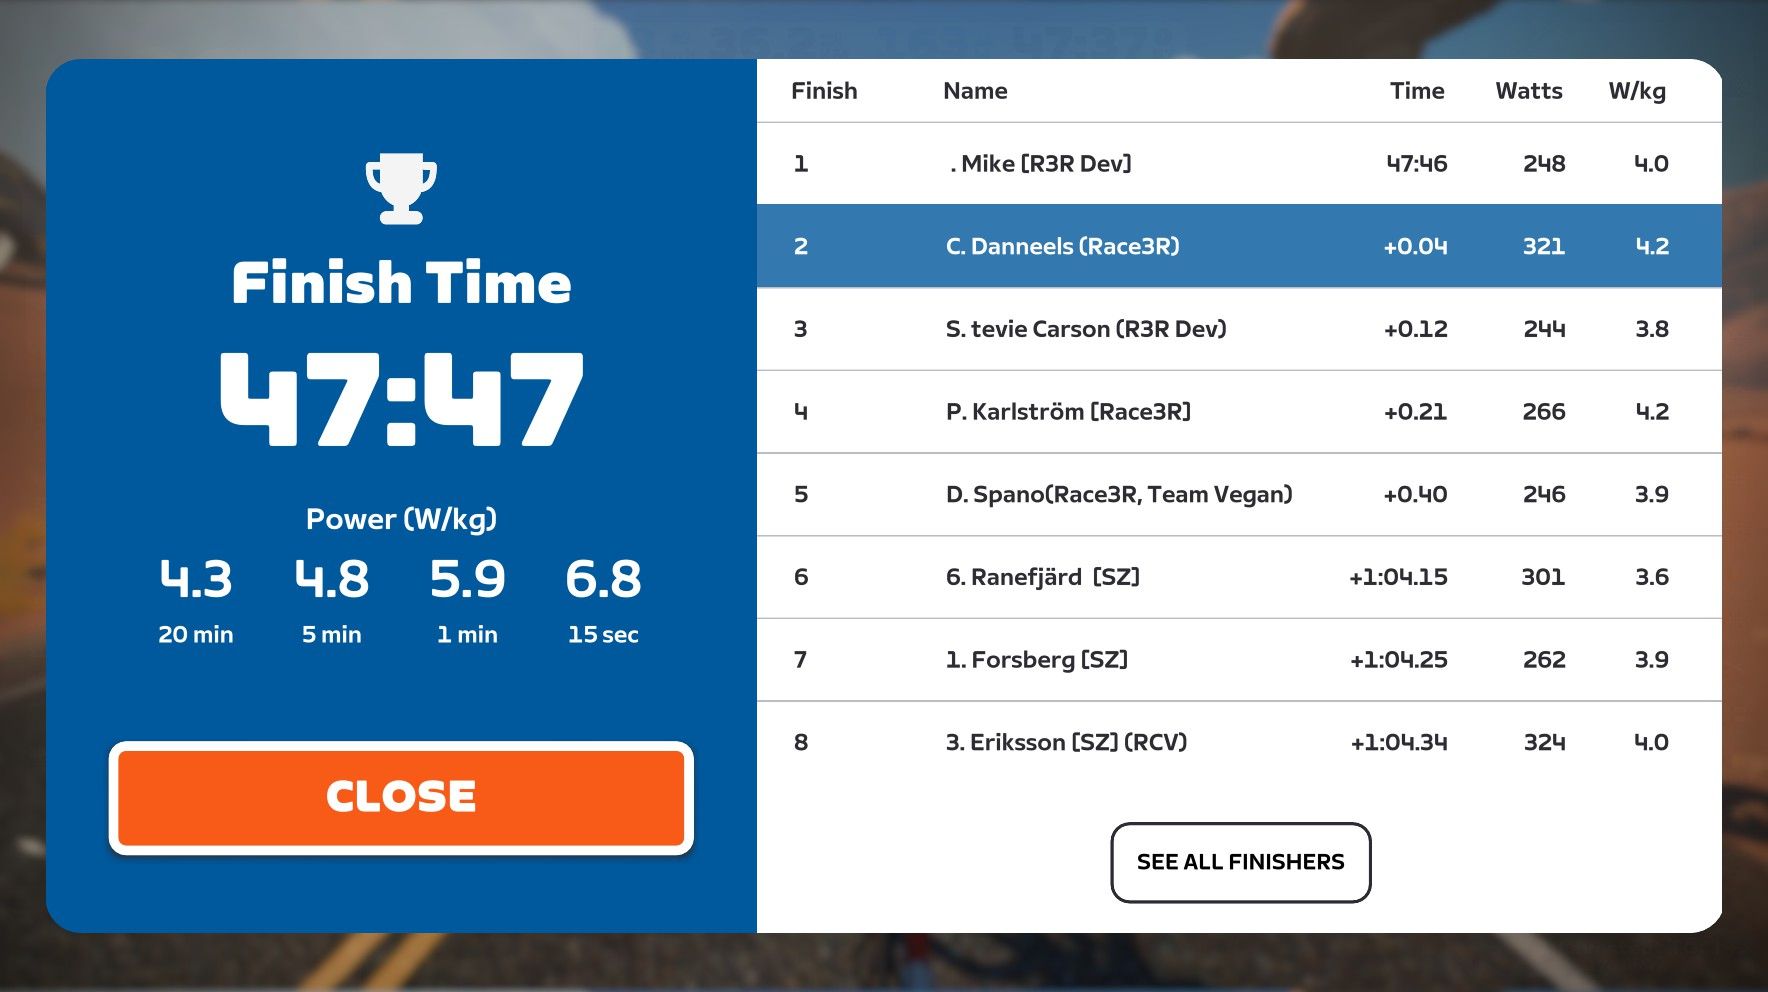 36.2 169 47:37
Finish Time
47:47
Power (W/kg)
4.3 4.8 5.9 6.8
20 min 5 min 1 min 15 sec
CLOSE
Finish Name Time Watts W/kg
1 . Mike [R3R Dev] 47:46 248 4.0
2 C. Danneels (Race3R) +0.04 321 4.2
3 S. tevie Carson (R3R Dev) +0.12 244 3.8
4 P. Karlström [Race3R] +0.21 266 4.2
5 D. Spano(Race3R, Team Vegan) +0.40 246 3.9
6 6. Ranefjärd [SZ] +1:04.15 301 3.6
7 1. Forsberg [SZ] +1:04.25 262 3.9
8 3. Eriksson [SZ] (RCV) +1:04.34 324 4.0
SEE ALL FINISHERS